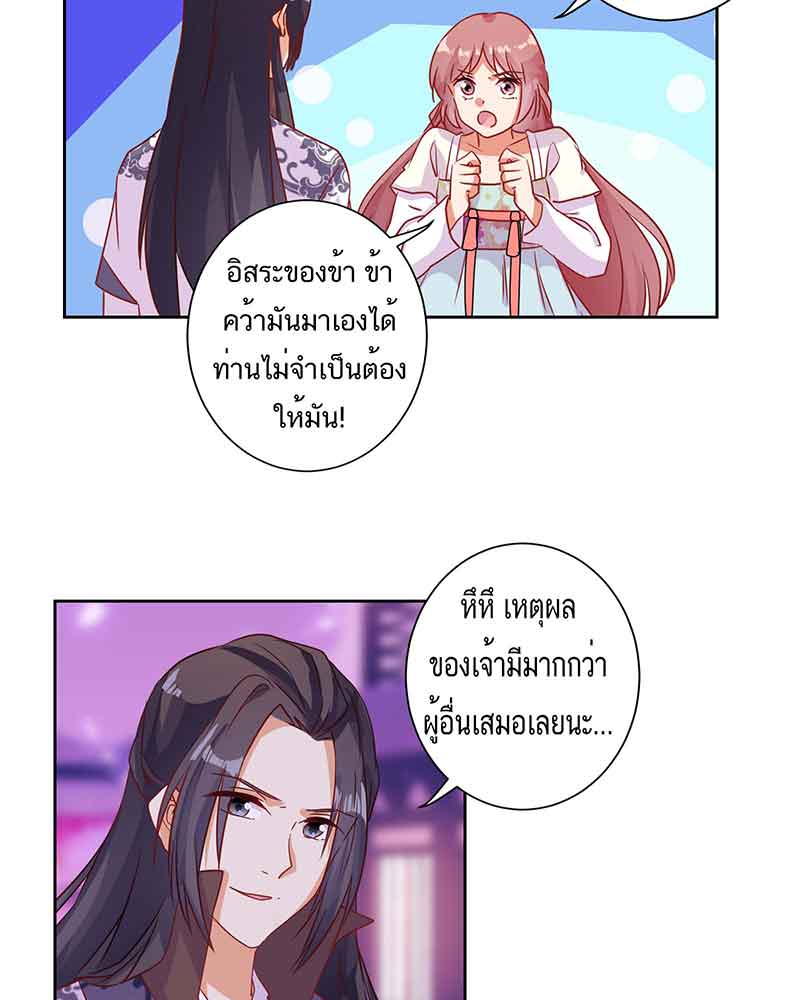 อิสระของข้า ข้า
คว้ามันมาเองได้
ท่านไม่จำเป็นต้อง
ให้มัน!
หึหึ เหตุผล
ของเจ้ามีมากกว่า
ผู้อื่นเสมอเลยนะ...